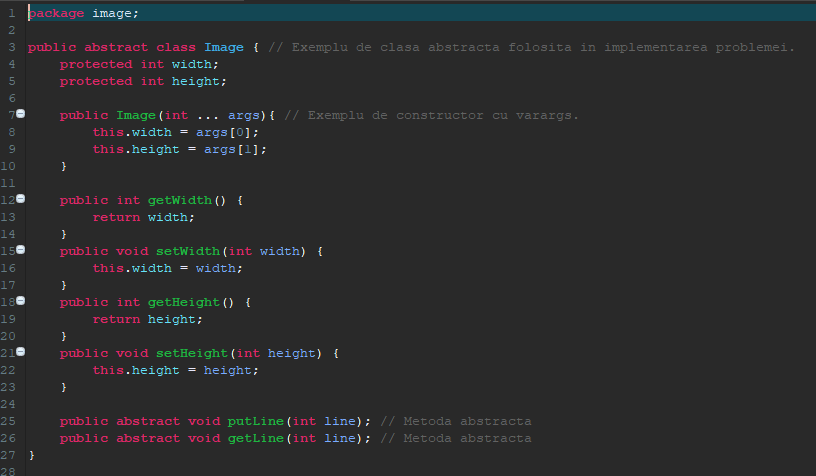 1 package image;
2
3 public abstract class Image { // Exemplu de clasa abstracta folosita in implementarea problemei.
4     protected int width;
5     protected int height;
6
7     public Image(int ... args){ // Exemplu de constructor cu varargs.
8         this.width = args[0];
9         this.height = args[1];
10     }
11
12     public int getWidth() {
13         return width;
14     }
15     public void setWidth(int width) {
16         this.width = width;
17     }
18     public int getHeight() {
19         return height;
20     }
21     public void setHeight(int height) {
22         this.height = height;
23     }
24
25     public abstract void putLine(int line); // Metoda abstracta
26     public abstract void getLine(int line); // Metoda abstracta
27 }
28